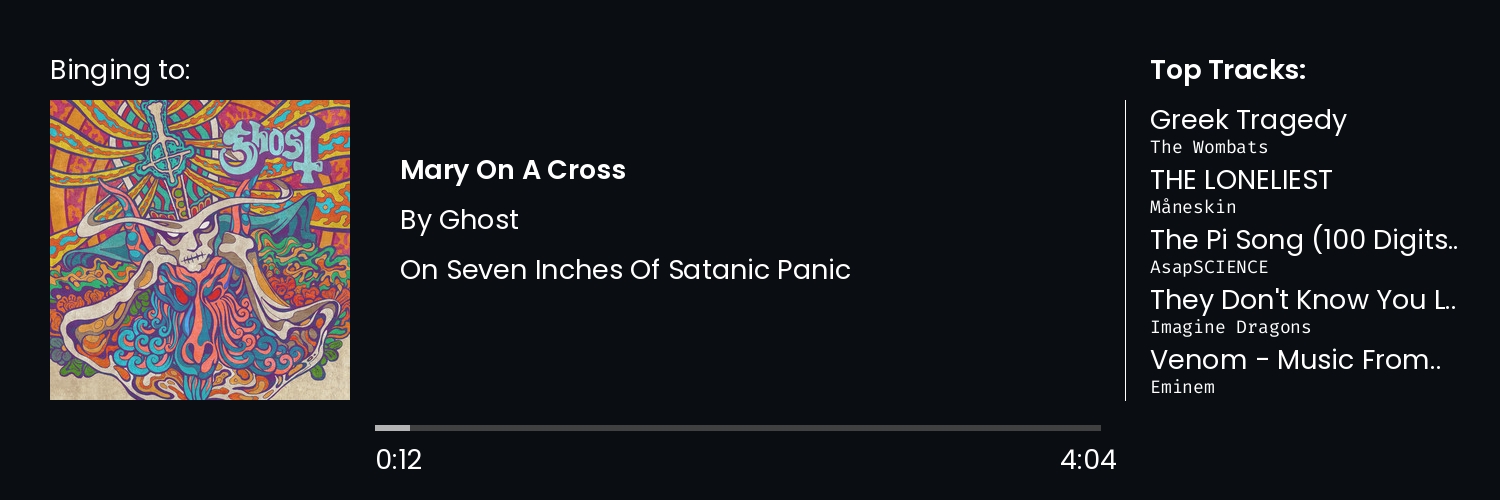 Binging to:
Ghost
Mary On A Cross
By Ghost
On Seven Inches Of Satanic Panic
0:12
4:04
Top Tracks:
Greek Tragedy
The Wombats
THE LONELIEST
Måneskin
The Pi Song (100 Digits..
AsapSCIENCE
They Don't Know You L..
Imagine Dragons
Venom - Music From..
Eminem